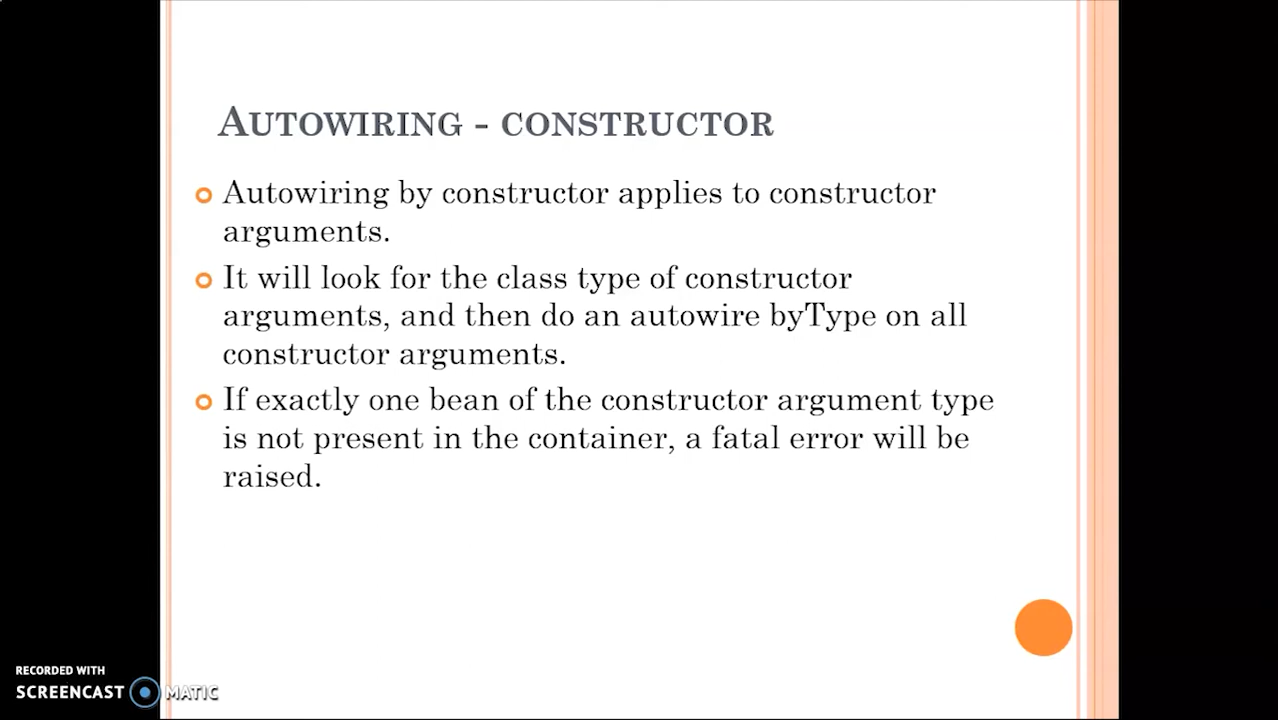 AUTOWIRING - CONSTRUCTOR
Autowiring by constructor applies to constructor
arguments.
It will look for the class type of constructor
arguments, and then do an autowire byType on all
constructor arguments.
If exactly one bean of the constructor argument type
is not present in the container, a fatal error will be
raised.
RECORDED WITH
SCREENCAST MATIC